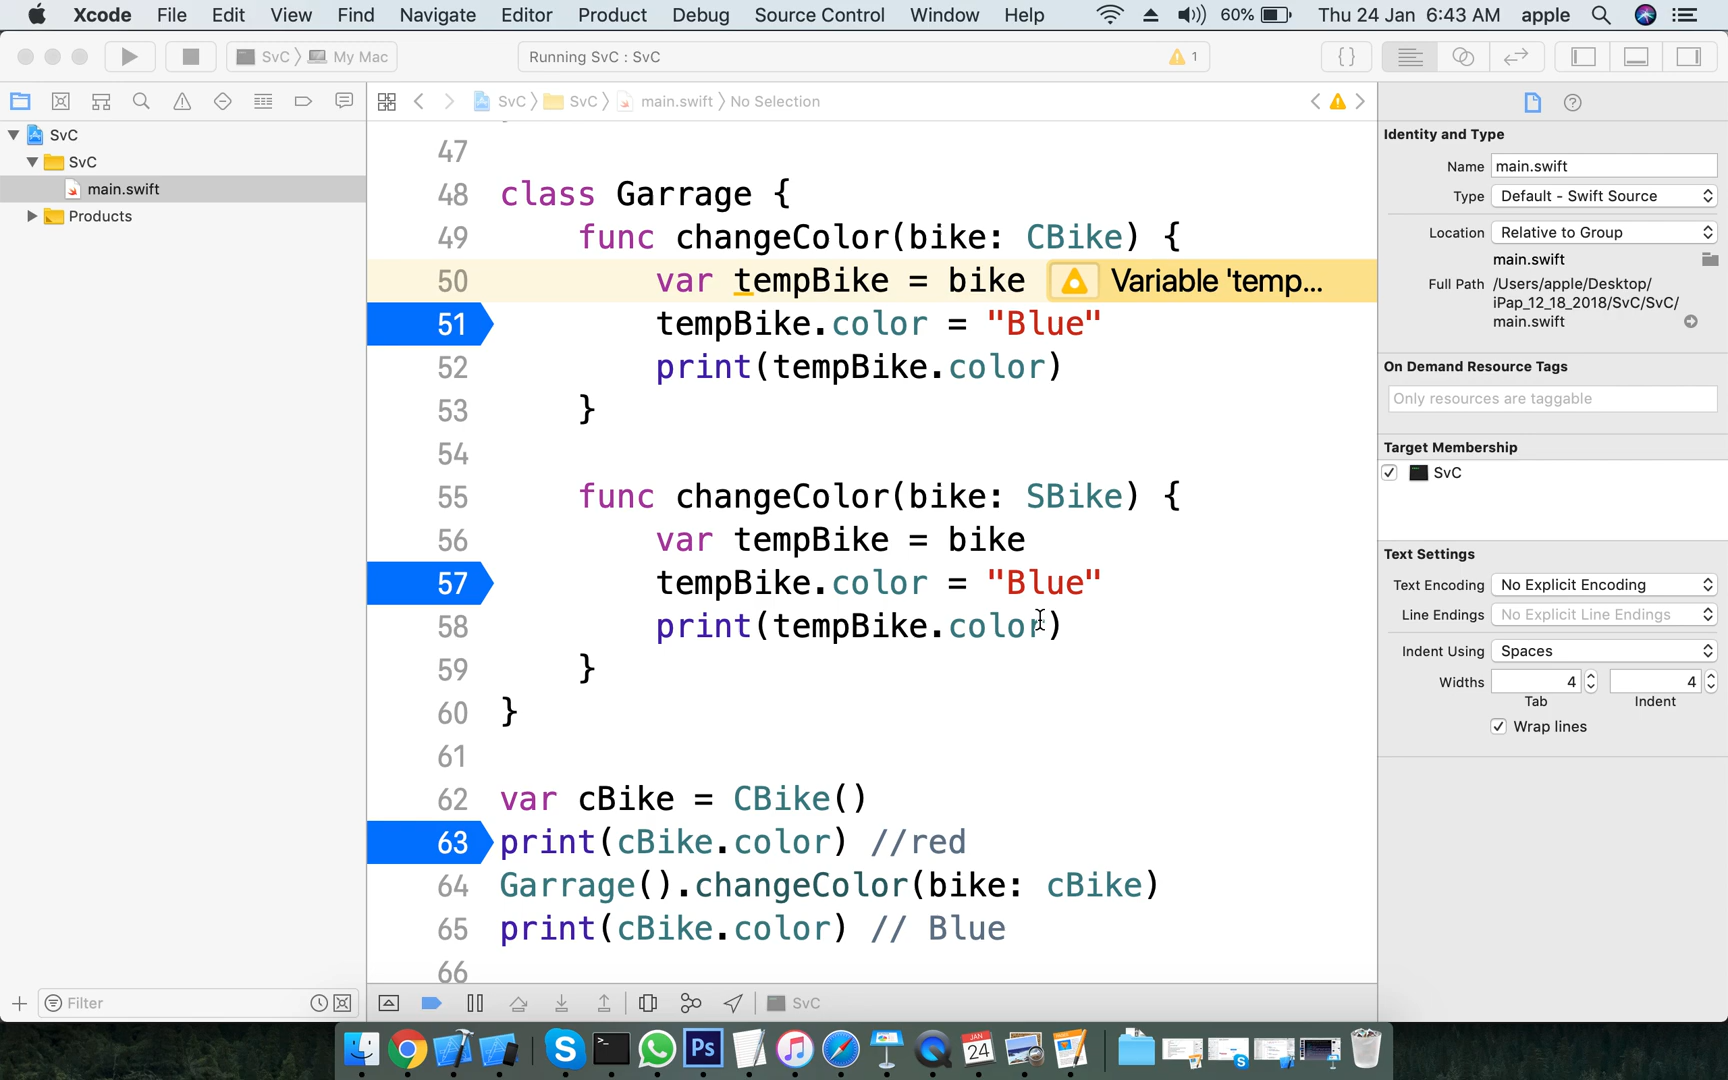 Xcode File Edit View Find Navigate Editor Product Debug Source Control Window Help 60% Thu 24 Jan 6:43 AM apple
SvC My Mac Running SvC : SvC 1 { }
SvC SvC main.swift No Selection
SvC
SvC
main.swift
Products
Filter
47
48 class Garrage {
49 func changeColor(bike: CBike) {
50 var tempBike = bike Variable 'temp...
51 tempBike.color = "Blue"
52 print(tempBike.color)
53 }
54
55 func changeColor(bike: SBike) {
56 var tempBike = bike
57 tempBike.color = "Blue"
58 print(tempBike.color)
59 }
60 }
61
62 var cBike = CBike()
63 print(cBike.color) //red
64 Garrage().changeColor(bike: cBike)
65 print(cBike.color) // Blue
66
SvC
Identity and Type
Name main.swift
Type Default - Swift Source
Location Relative to Group
main.swift
Full Path /Users/apple/Desktop/
iPap_12_18_2018/SvC/SvC/
main.swift
On Demand Resource Tags
Only resources are taggable
Target Membership
SvC
Text Settings
Text Encoding No Explicit Encoding
Line Endings No Explicit Line Endings
Indent Using Spaces
Widths 4 4
Tab Indent
Wrap lines
Ps
JAN
24